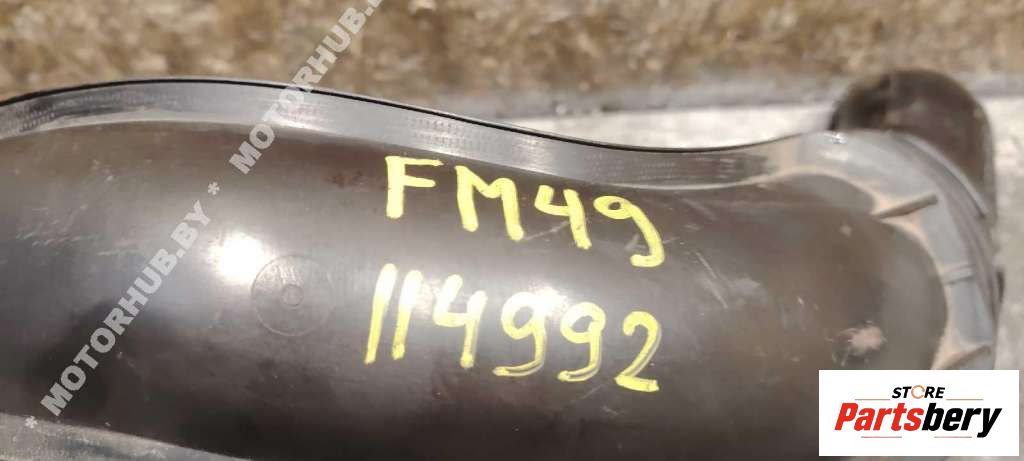 * MOTORHUB.BY * MOTORHUB.BY
FM49
114992
STORE
Partsbery